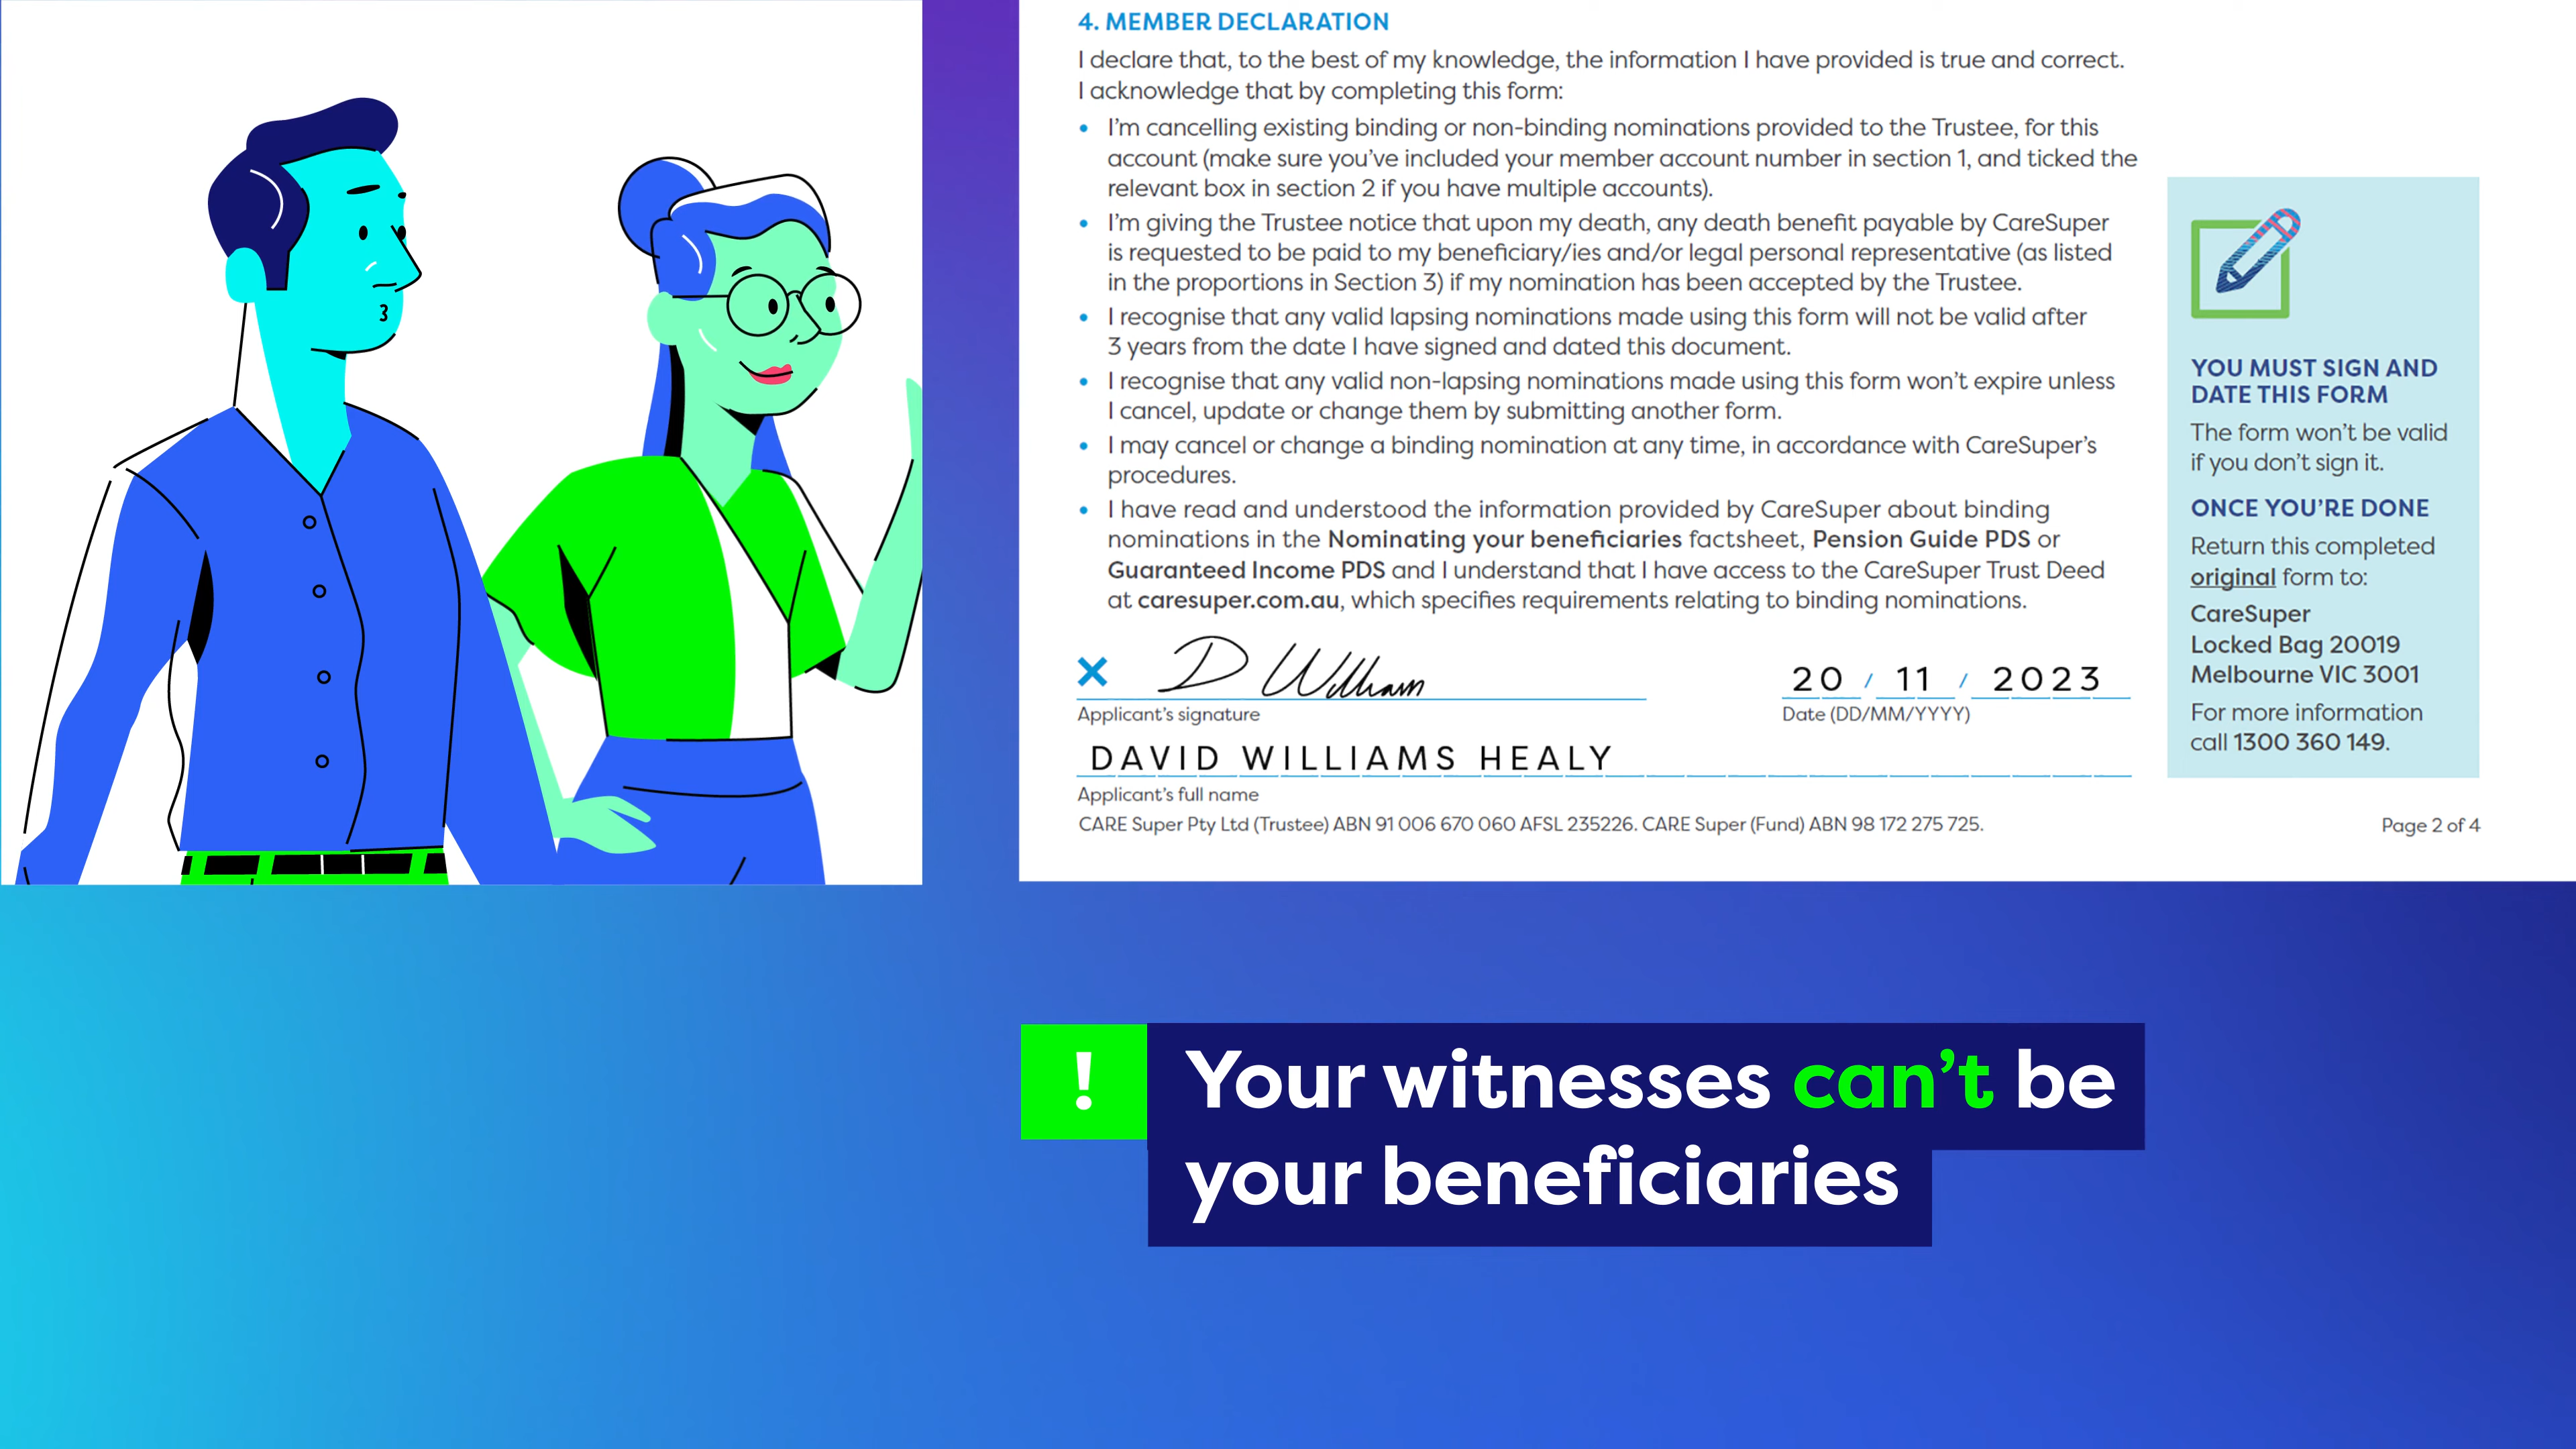 4. MEMBER DECLARATION
I declare that, to the best of my knowledge, the information I have provided is true and correct.
I acknowledge that by completing this form:
• I'm cancelling existing binding or non-binding nominations provided to the Trustee, for this
account (make sure you've included your member account number in section 1, and ticked the
relevant box in section 2 if you have multiple accounts).
• I'm giving the Trustee notice that upon my death, any death benefit payable by CareSuper
is requested to be paid to my beneficiary/ies and/or legal personal representative (as listed
in the proportions in Section 3) if my nomination has been accepted by the Trustee.
• I recognise that any valid lapsing nominations made using this form will not be valid after
3 years from the date I have signed and dated this document.
• I recognise that any valid non-lapsing nominations made using this form won't expire unless
I cancel, update or change them by submitting another form.
• I may cancel or change a binding nomination at any time, in accordance with CareSuper's
procedures.
• I have read and understood the information provided by CareSuper about binding
nominations in the Nominating your beneficiaries factsheet, Pension Guide PDS or
Guaranteed Income PDS and I understand that I have access to the CareSuper Trust Deed
at caresuper.com.au, which specifies requirements relating to binding nominations.
D William
20 / 11 / 2023
Applicant's signature
Date (DD/MM/YYYY)
DAVID WILLIAMS HEALY
Applicant's full name
CARE Super Pty Ltd (Trustee) ABN 91 006 670 060 AFSL 235226. CARE Super (Fund) ABN 98 172 275 725.
Page 2 of 4
YOU MUST SIGN AND
DATE THIS FORM
The form won't be valid
if you don't sign it.
ONCE YOU'RE DONE
Return this completed
original form to:
CareSuper
Locked Bag 20019
Melbourne VIC 3001
For more information
call 1300 360 149.
! Your witnesses can't be
your beneficiaries